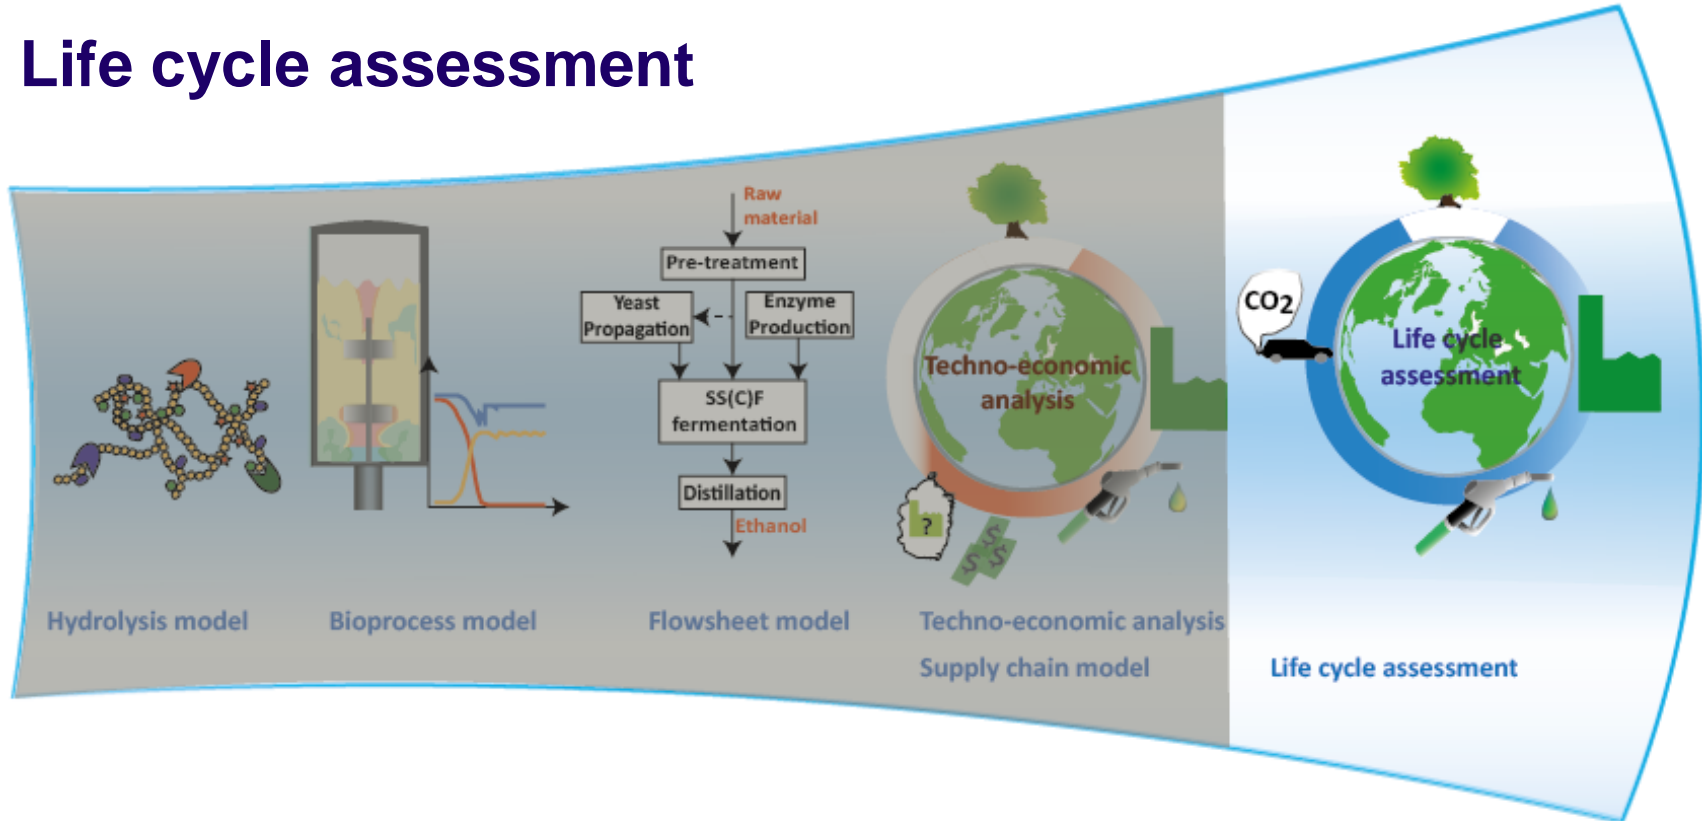 Life cycle assessment
Raw
material
Pre-treatment
Yeast
Propagation
Enzyme
Production
SS(C)F
fermentation
Distillation
Ethanol
Techno-economic
analysis
?
$
$
$
CO2
Life cycle
assessment
Hydrolysis model
Bioprocess model
Flowsheet model
Techno-economic analysis
Supply chain model
Life cycle assessment